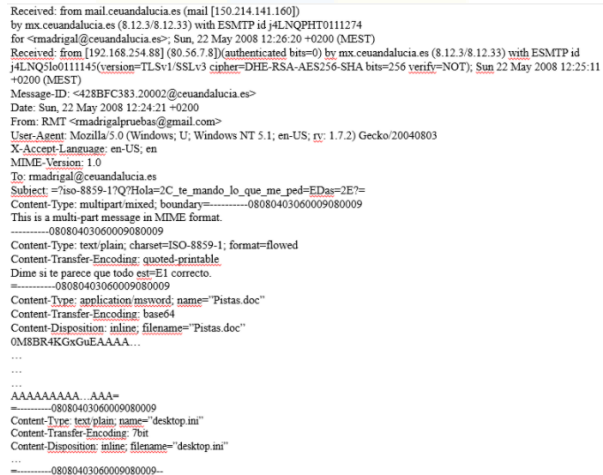 Received: from mail.ceuandalucia.es (mail [150.214.141.160])
by mx.ceuandalucia.es (8.12.3/8.12.33) with ESMTP id j4LNQPHT0111274
for <rmadrigal@ceuandalucia.es>; Sun, 22 May 2008 12:26:20 +0200 (MEST)
Received: from [192.168.254.88] (80.56.7.8])(authenticated bits=0) by mx.ceuandalucia.es (8.12.3/8.12.33) with ESMTP id
j4LNQ5lo0111145(version=TLSv1/SSLv3 cipher=DHE-RSA-AES256-SHA bits=256 verify=NOT); Sun 22 May 2008 12:25:11
+0200 (MEST)
Message-ID: <428BFC383.20002@ceuandalucia.es>
Date: Sun, 22 May 2008 12:24:21 +0200
From: RMT <rmadrigalpruebas@gmail.com>
User-Agent: Mozilla/5.0 (Windows; U; Windows NT 5.1; en-US; rv: 1.7.2) Gecko/20040803
X-Accept-Language: en-US; en
MIME-Version: 1.0
To: rmadrigal@ceuandalucia.es
Subject: =?iso-8859-1?Q?Hola=2C_te_mando_lo_que_me_ped=EDas=2E?=
Content-Type: multipart/mixed; boundary=----------08080403060009080009
This is a multi-part message in MIME format.
----------08080403060009080009
Content-Type: text/plain; charset=ISO-8859-1; format=flowed
Content-Transfer-Encoding: quoted-printable
Dime si te parece que todo est=E1 correcto.
=----------08080403060009080009
Content-Type: application/msword; name="Pistas.doc"
Content-Transfer-Encoding: base64
Content-Disposition: inline; filename="Pistas.doc"
0M8BR4KGxGuEAAAA…
…
…
…
AAAAAAAAA…AAA=
=----------08080403060009080009
Content-Type: text/plain; name="desktop.ini"
Content-Transfer-Encoding: 7bit
Content-Disposition: inline; filename="desktop.ini"
…
=----------08080403060009080009--